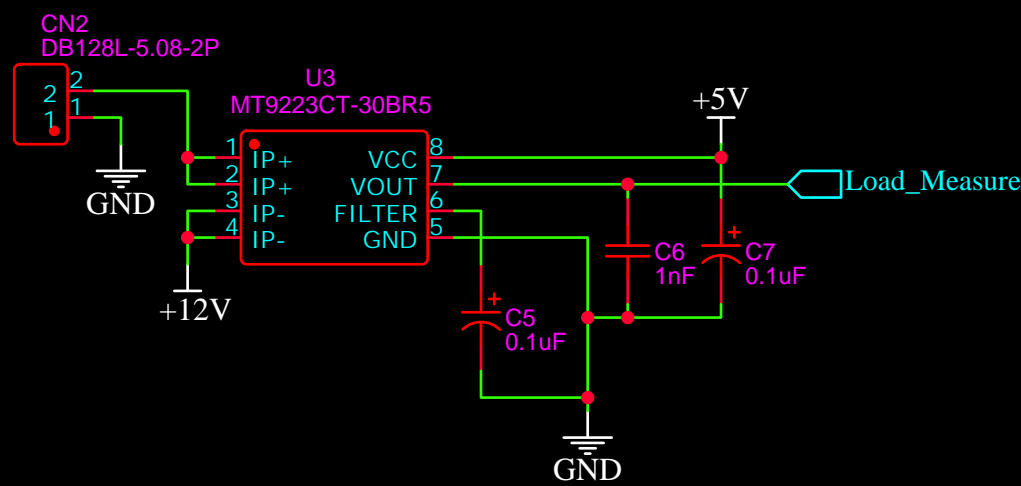 CN2
DB128L-5.08-2P
2 2
1 1
GND
U3
MT9223CT-30BR5
1 IP+ VCC 8
2 IP+ VOUT 7
3 IP- FILTER 6
4 IP- GND 5
+12V
+5V
Load_Measure
C6
1nF
+
C7
0.1uF
+
C5
0.1uF
GND